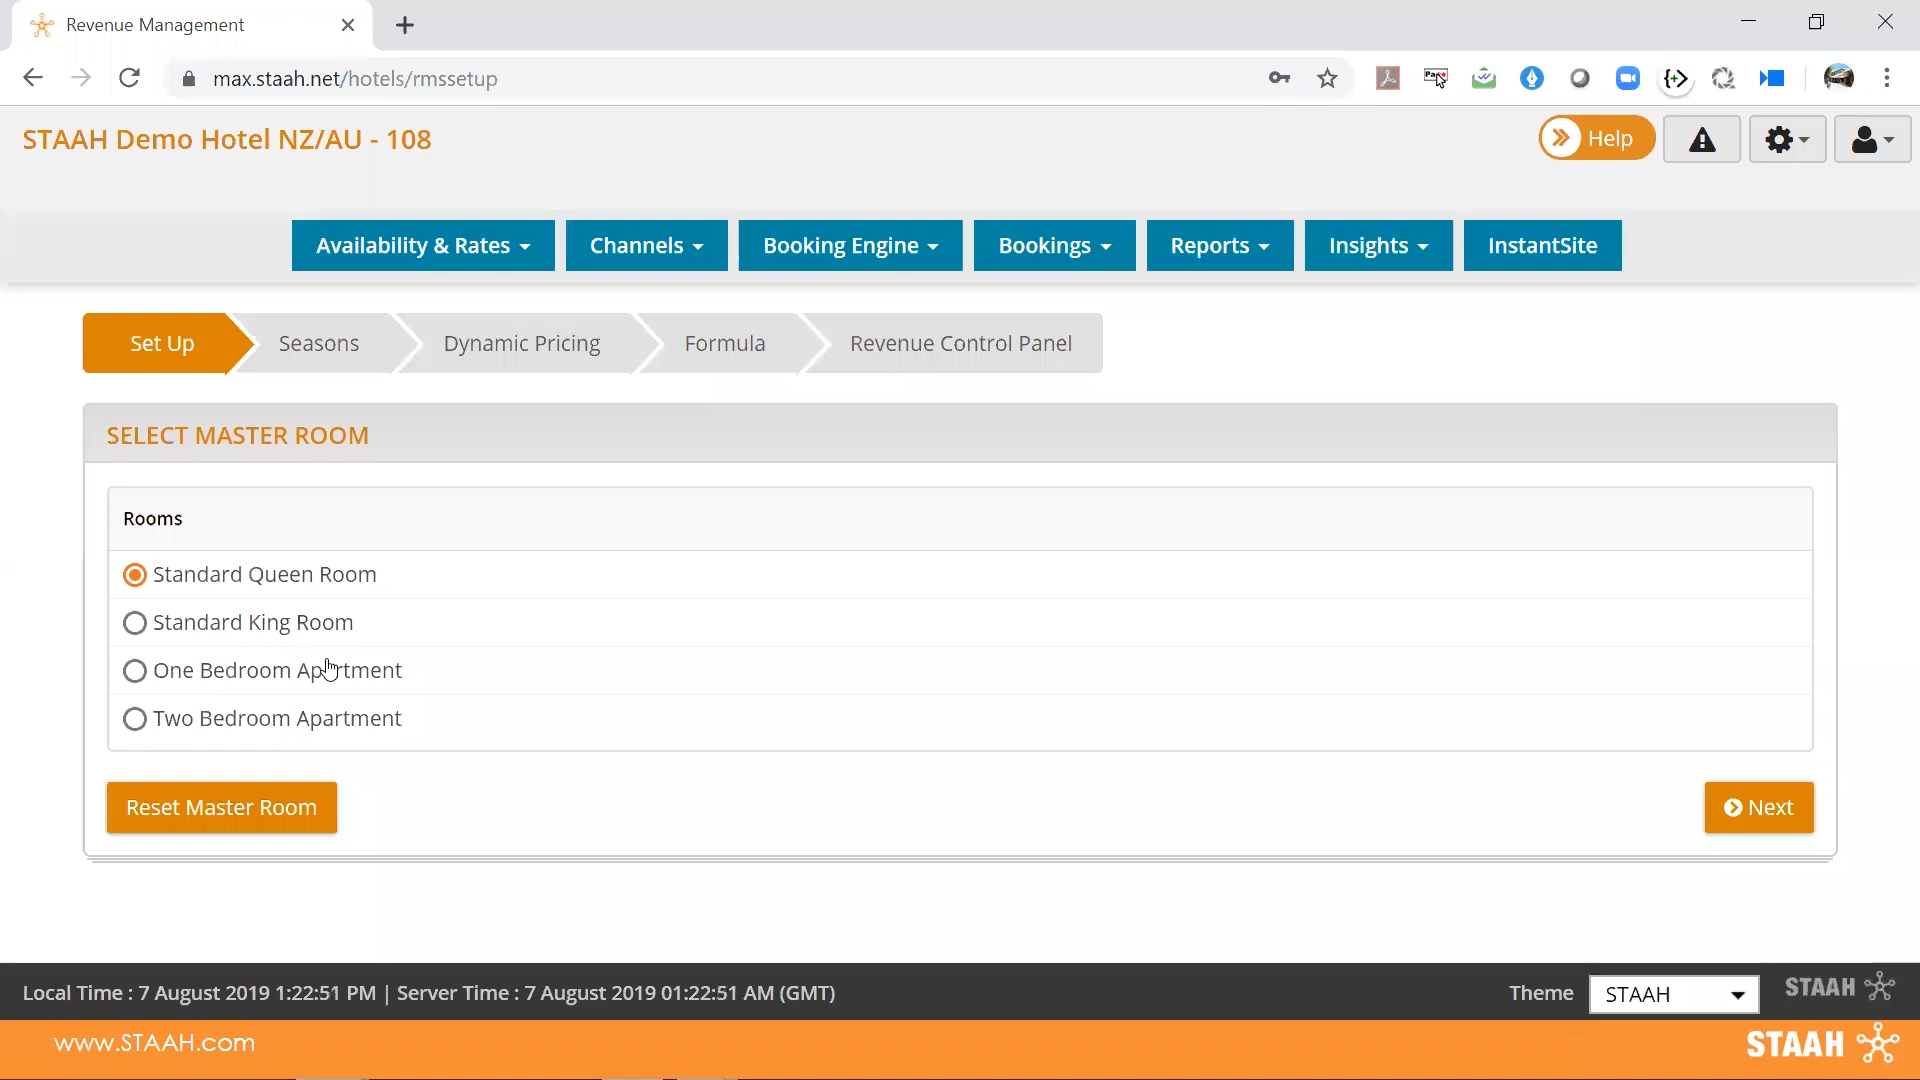 Revenue Management
max.staah.net/hotels/rmssetup
STAAH Demo Hotel NZ/AU - 108
Help
Availability & Rates
Channels
Booking Engine
Bookings
Reports
Insights
InstantSite
Set Up
Seasons
Dynamic Pricing
Formula
Revenue Control Panel
SELECT MASTER ROOM
Rooms
Standard Queen Room
Standard King Room
One Bedroom Apartment
Two Bedroom Apartment
Reset Master Room
Next
Local Time : 7 August 2019 1:22:51 PM | Server Time : 7 August 2019 01:22:51 AM (GMT)
Theme
STAAH
STAAH
www.STAAH.com
STAAH